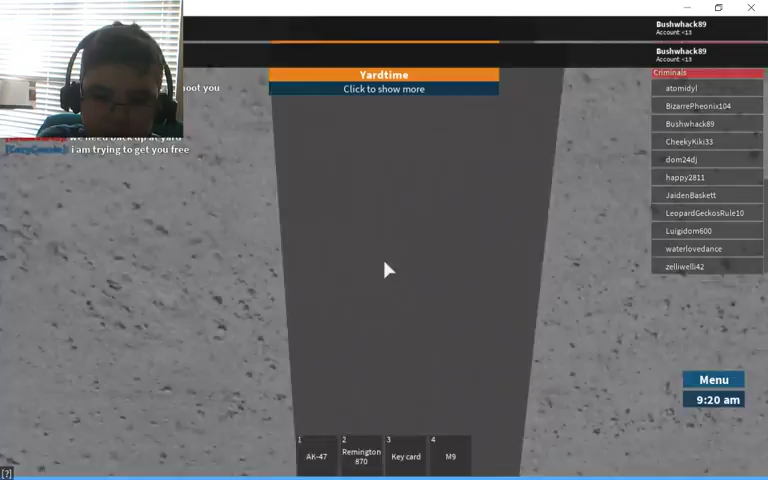 Bushwhack89
Account: <13
Bushwhack89
Account: <13
Yardtime
Click to show more
Criminals
atomidyl
BizarrePheonix104
Bushwhack89
CheekyKiki33
dom24dj
happy2811
JaidenBaskett
LeopardGeckosRule10
Luigidom600
waterlovedance
zelliwelli42
oot you
we need back up at yard
i am trying to get you free
Menu
9:20 am
1
AK-47
2
Remington
870
3
Key card
4
M9
[?]